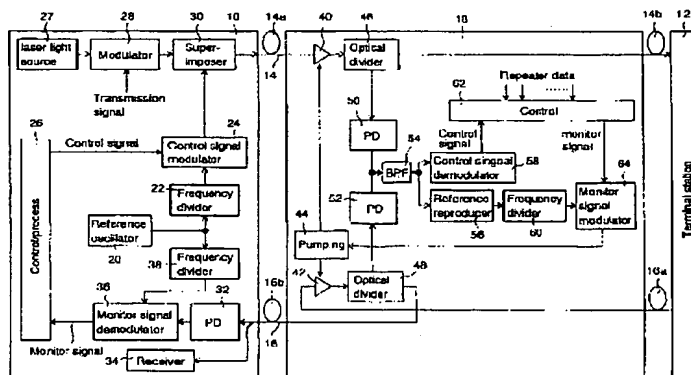 27
28
30
10
14a
40
46
18
14b
12
laser light source
Modulator
Super-imposer
Optical divider
14
Transmission signal
Repeater data
62
Control
26
24
50
PD
54
Control signal
monitor signal
Control signal
Control signal modulator
BPF
Control singoal demodulator
58
64
22
Frequency divider
52
PD
Reference reproducer
56
Frequency divider
60
Monitor signal modulator
Terminal station
Control/process
Reference oscillator
20
44
Pumping
38
Frequency divider
16b
42
Optical divider
48
16a
36
32
Monitor signal demodulator
PD
16
Monitor signal
34
Receiver